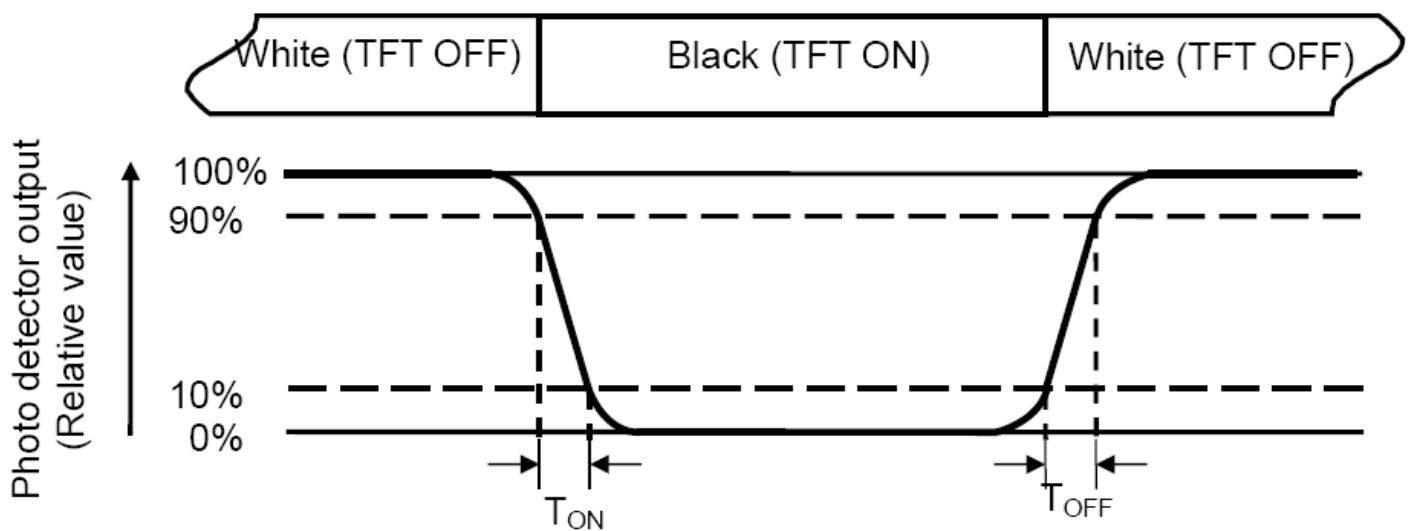 White (TFT OFF)
Black (TFT ON)
White (TFT OFF)
Photo detector output
(Relative value)
100%
90%
10%
0%
TON
TOFF